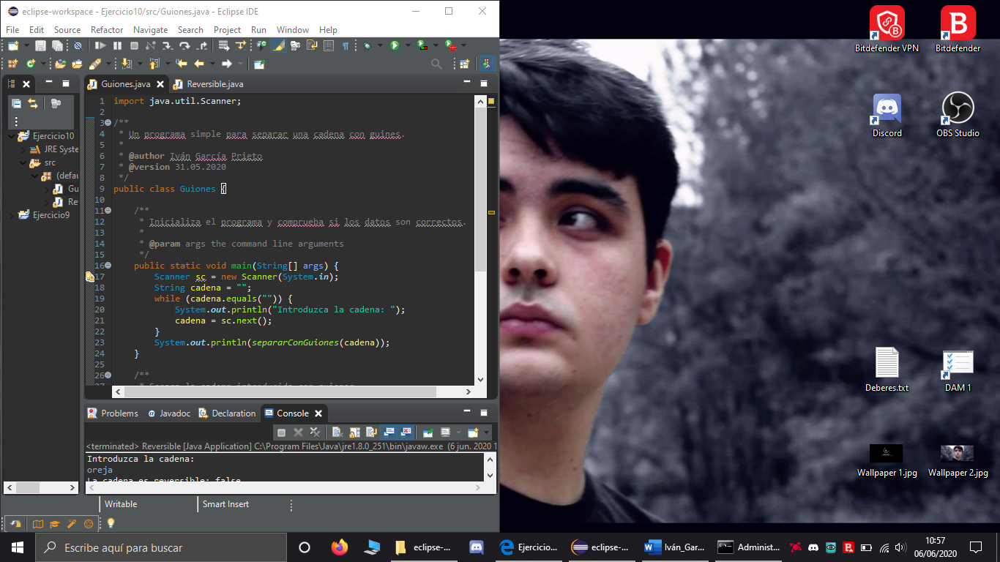 eclipse-workspace - Ejercicio10/src/Guiones.java - Eclipse IDE
File Edit Source Refactor Navigate Search Project Run Window Help
Guiones.java
Reversible.java
Ejercicio10
JRE Syste
src
(defau
Gu
Rev
Ejercicio9
1 import java.util.Scanner;
2
3 /**
4 * Un programa simple para separar una cadena con guines.
5 *
6 * @author Iván García Prieto
7 * @version 31.05.2020
8 */
9 public class Guiones {
10
11 /**
12 * Inicializa el programa y comprueba si los datos son correctos.
13 *
14 * @param args the command line arguments
15 */
16 public static void main(String[] args) {
17 Scanner sc = new Scanner(System.in);
18 String cadena = "";
19 while (cadena.equals("")) {
20 System.out.println("Introduzca la cadena: ");
21 cadena = sc.next();
22 }
23 System.out.println(separarConGuiones(cadena));
24 }
25
26 /**
Problems Javadoc Declaration Console
<terminated> Reversible [Java Application] C:\Program Files\Java\jre1.8.0_251\bin\javaw.exe (6 jun. 2020 1
Introduzca la cadena:
oreja
La cadena es reversible: false
Writable Smart Insert
Bitdefender VPN
Bitdefender
Discord
OBS Studio
Deberes.txt
DAM 1
Wallpaper 1.jpg
Wallpaper 2.jpg
Escribe aquí para buscar
eclipse-...
Ejercicio...
eclipse-...
Iván_Gar...
Administ...
10:57
06/06/2020